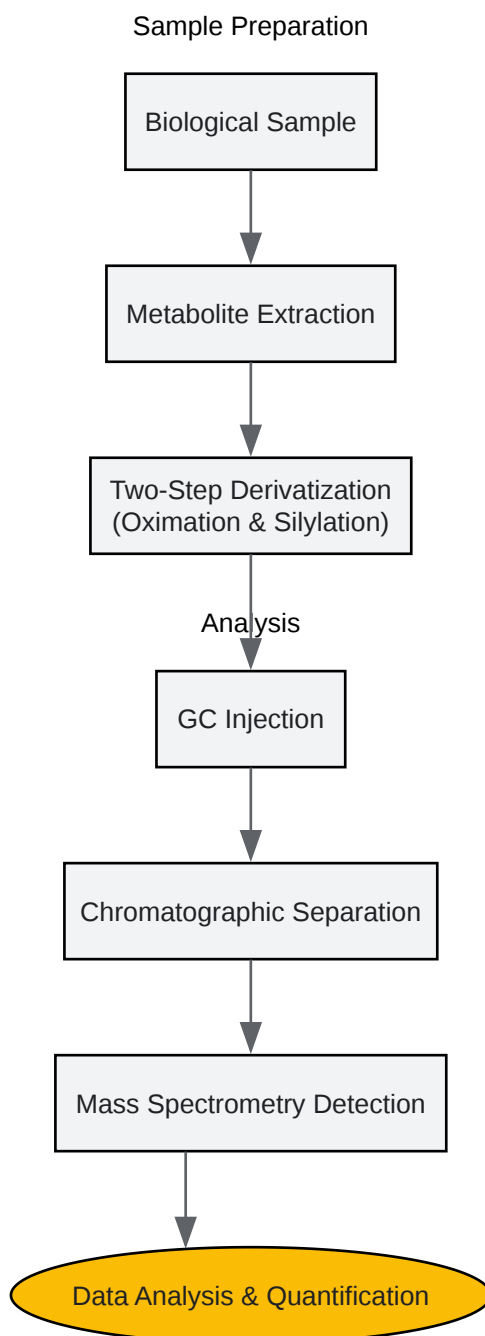 Sample Preparation
Biological Sample
Metabolite Extraction
Two-Step Derivatization
(Oximation & Silylation)
Analysis
GC Injection
Chromatographic Separation
Mass Spectrometry Detection
Data Analysis & Quantification